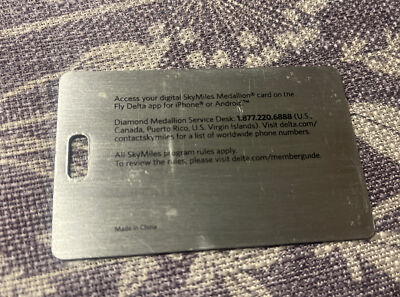 Access your digital SkyMiles Medallion® card on the
Fly Delta app for iPhone® or Android.™
Diamond Medallion Service Desk: 1.877.220.6888 (U.S.,
Canada, Puerto Rico, U.S. Virgin Islands). Visit delta.com/
contactskymiles for a list of worldwide phone numbers.
All SkyMiles program rules apply.
To review the rules, please visit delta.com/memberguide.
Made in China